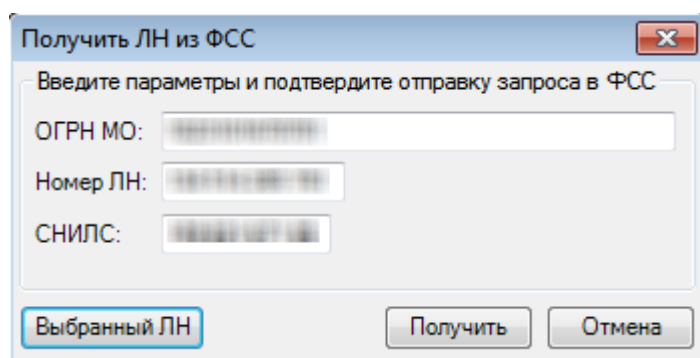 Получить ЛН из ФСС
Введите параметры и подтвердите отправку запроса в ФСС
ОГРН МО:
Номер ЛН:
СНИЛС:
Выбранный ЛН Получить Отмена